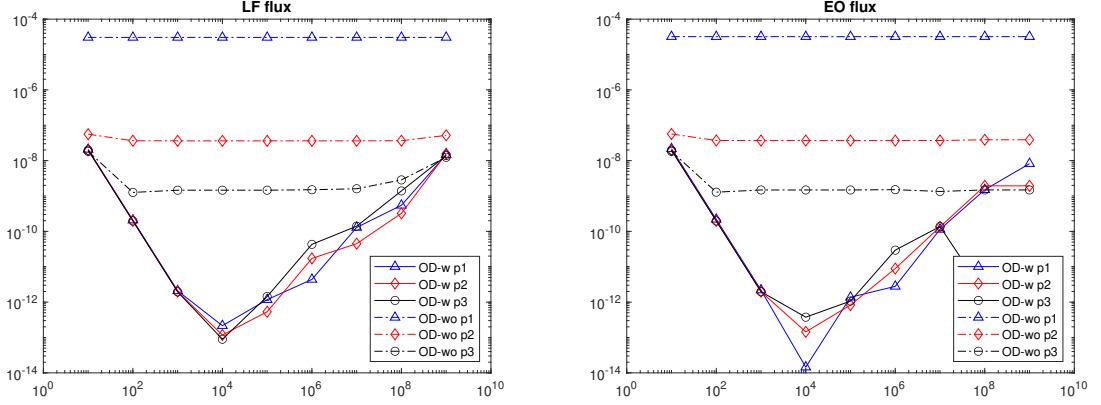 LF flux
10^-4
10^-6
10^-8
10^-10
10^-12
10^-14
10^0
10^2
10^4
10^6
10^8
10^10
OD-w p1
OD-w p2
OD-w p3
OD-wo p1
OD-wo p2
OD-wo p3
EO flux
10^-4
10^-6
10^-8
10^-10
10^-12
10^-14
10^0
10^2
10^4
10^6
10^8
10^10
OD-w p1
OD-w p2
OD-w p3
OD-wo p1
OD-wo p2
OD-wo p3